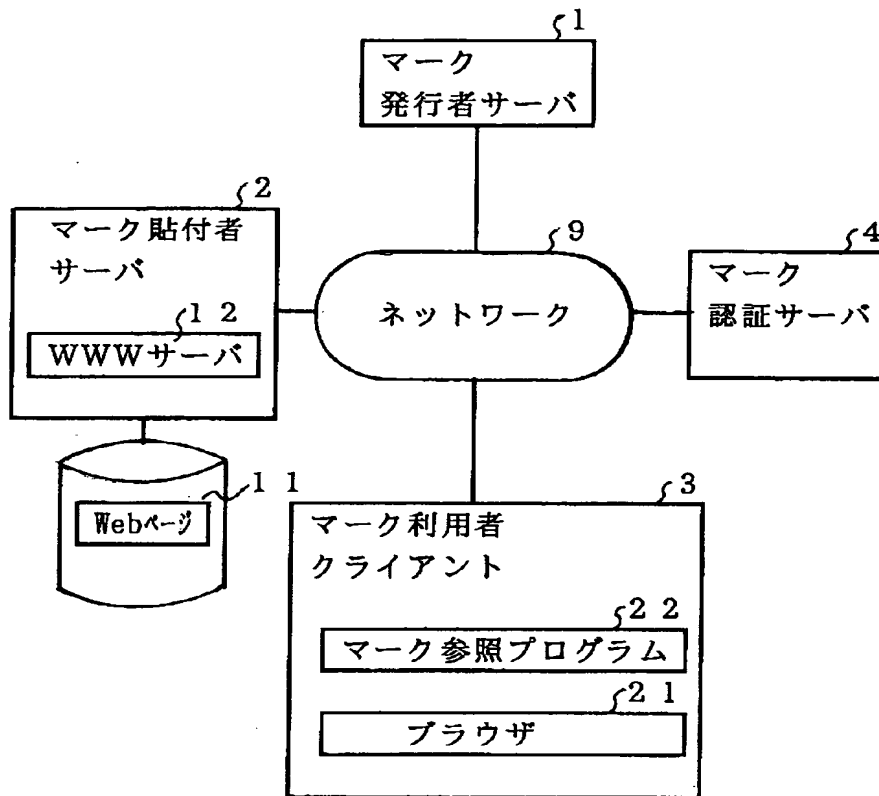 1
マーク
発行者サーバ
2
マーク貼付者
サーバ
12
WWWサーバ
9
ネットワーク
4
マーク
認証サーバ
11
Webページ
3
マーク利用者
クライアント
22
マーク参照プログラム
21
ブラウザ